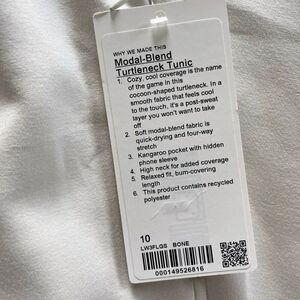 WHY WE MADE THIS
Modal-Blend
Turtleneck Tunic
1. Cozy, cool coverage is the name
of the game in this
cocoon-shaped turtleneck. In a
smooth fabric that feels cool
to the touch, it's a post-sweat
layer you won't want to take
off
2. Soft modal-blend fabric is
quick-drying and four-way
stretch
3. Kangaroo pocket with hidden
phone sleeve
4. High neck for added coverage
5. Relaxed fit, bum-covering
length
6. This product contains recycled
polyester
10
LW3FLQS BONE
000149526816